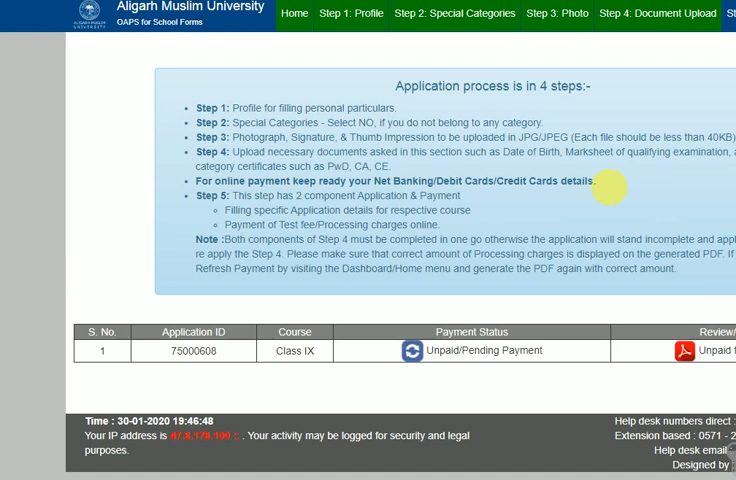 Aligarh Muslim University
OAPS for School Forms
ALIGARH MUSLIM
UNIVERSITY
Home Step 1: Profile Step 2: Special Categories Step 3: Photo Step 4: Document Upload
Application process is in 4 steps:-
Step 1: Profile for filling personal particulars.
Step 2: Special Categories - Select NO, if you do not belong to any category.
Step 3: Photograph, Signature, & Thumb Impression to be uploaded in JPG/JPEG (Each file should be less than 40KB)
Step 4: Upload necessary documents asked in this section such as Date of Birth, Marksheet of qualifying examination,
category certificates such as PwD, CA, CE.
For online payment keep ready your Net Banking/Debit Cards/Credit Cards details.
Step 5: This step has 2 component Application & Payment
Filling specific Application details for respective course
Payment of Test fee/Processing charges online.
Note :Both components of Step 4 must be completed in one go otherwise the application will stand incomplete and
re apply the Step 4. Please make sure that correct amount of Processing charges is displayed on the generated PDF. If
Refresh Payment by visiting the Dashboard/Home menu and generate the PDF again with correct amount.
S. No. Application ID Course Payment Status Review/
1 75000608 Class IX Unpaid/Pending Payment Unpaid
Time : 30-01-2020 19:46:48
Your IP address is 47.8.178.100 :: . Your activity may be logged for security and legal
purposes.
Help desk numbers direct :
Extension based : 0571 - 2
Help desk email
Designed by :